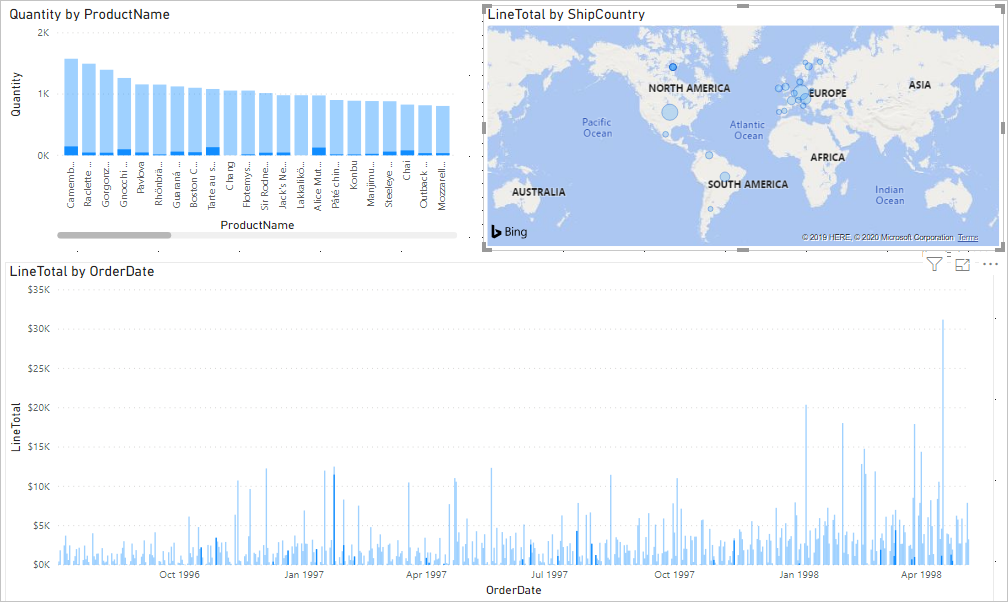 Quantity by ProductName
2K
1K
0K
Quantity
Camemb...
Raclette ...
Gorgonz...
Gnocchi ...
Pavlova
Rhönbrä...
Guaraná ...
Boston C...
Tarte au s...
Chang
Flotemys...
Sir Rodne...
Jack's Ne...
Lakkalikö...
Alice Mut...
Pâté chin...
Konbu
Manjimu...
Steeleye ...
Chai
Outback ...
Mozzarell...
ProductName
LineTotal by ShipCountry
NORTH AMERICA
EUROPE
ASIA
Pacific
Ocean
Atlantic
Ocean
AFRICA
SOUTH AMERICA
AUSTRALIA
Indian
Ocean
Bing
© 2019 HERE, © 2020 Microsoft Corporation Terms
LineTotal by OrderDate
$35K
$30K
$25K
$20K
$15K
$10K
$5K
$0K
LineTotal
Oct 1996
Jan 1997
Apr 1997
Jul 1997
Oct 1997
Jan 1998
Apr 1998
OrderDate